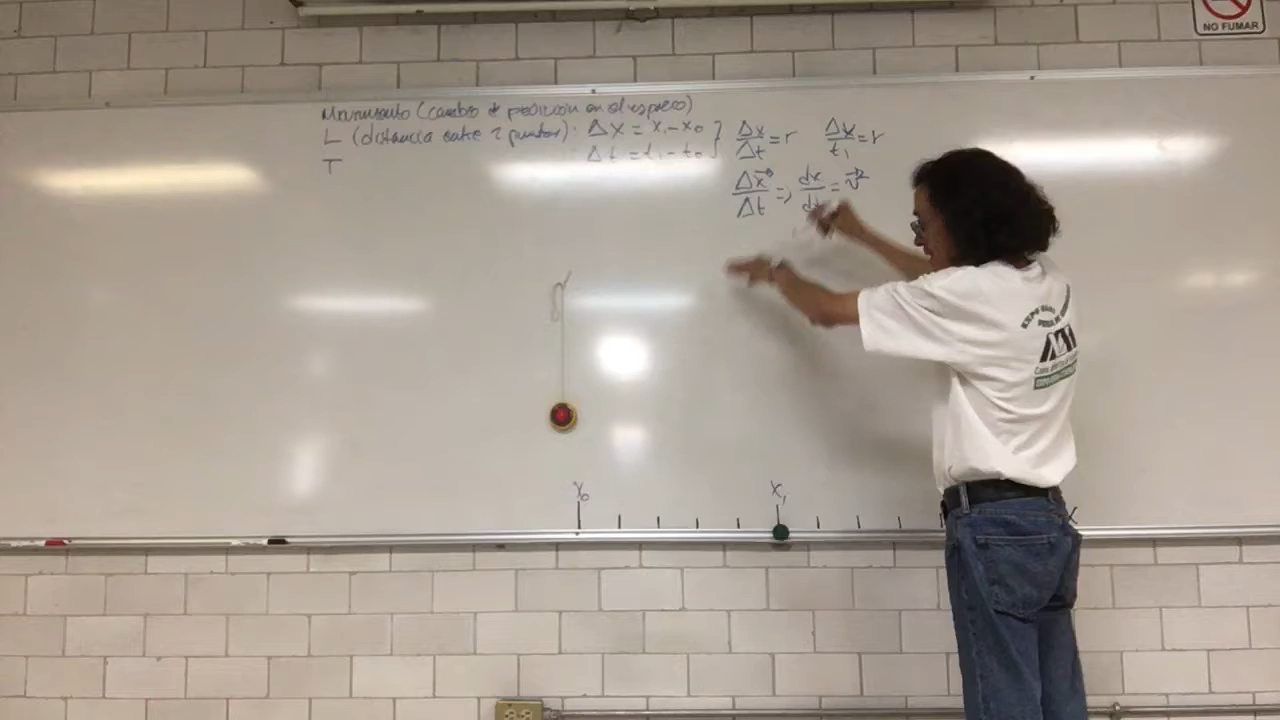 NO FUMAR
Movimiento (cambio de posición en el espacio)
L (distancia entre 2 puntos): Δx = x₁ - x₀ } Δx/Δt = r Δx/t₁ = r
T Δt = t₁ - t₀
Δx⃗/Δt => dx/dt = v⃗
x₀ x₁ x